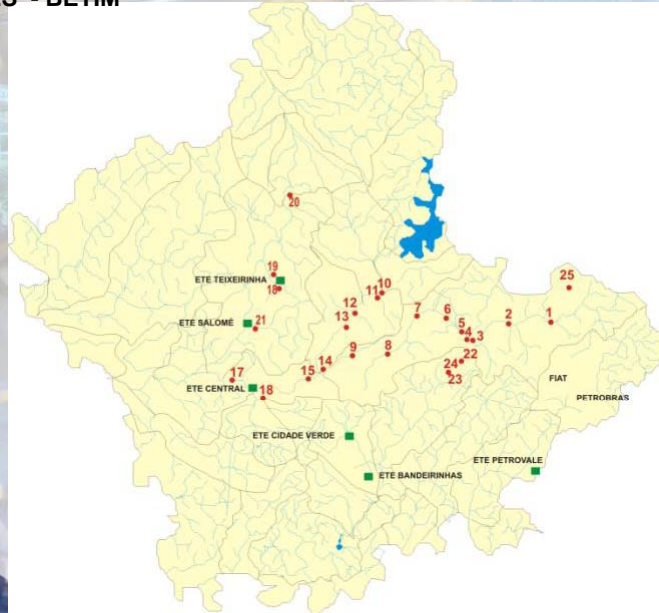 ES - BETIM
20
19
ETE TEIXEIRINHA
18
25
10
11
12
7
6
2
1
ETE SALOMÉ
21
13
5
4
3
9
8
22
14
24
15
23
17
ETE CENTRAL
18
FIAT
PETROBRAS
ETE CIDADE VERDE
ETE PETROVALE
ETE BANDEIRINHAS